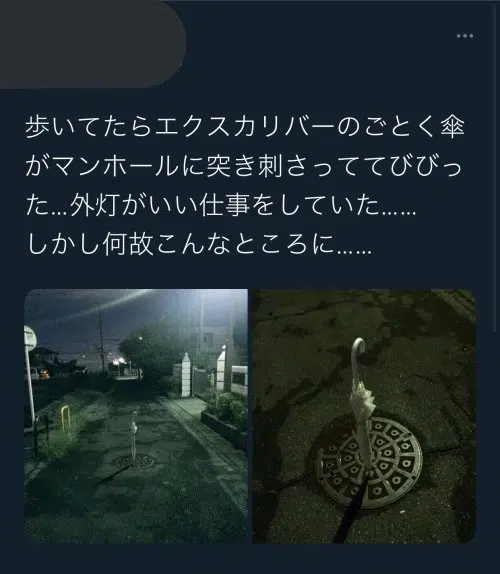 歩いてたらエクスカリバーのごとく傘
がマンホールに突き刺さっててびびっ
た...外灯がいい仕事をしていた......
しかし何故こんなところに......